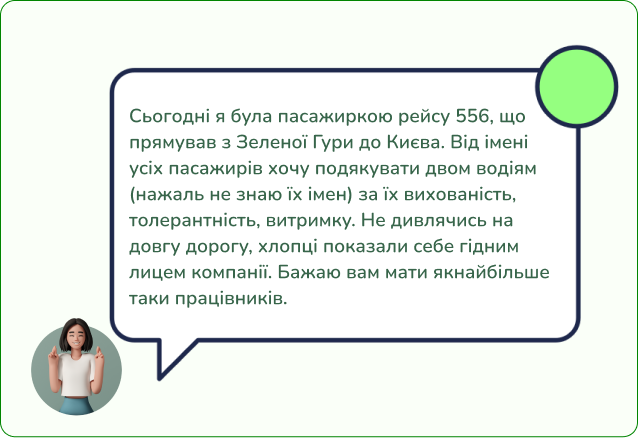 Сьогодні я була пасажиркою рейсу 556, що
прямував з Зеленої Гури до Києва. Від імені
усіх пасажирів хочу подякувати двом водіям
(нажаль не знаю їх імен) за їх вихованість,
толерантність, витримку. Не дивлячись на
довгу дорогу, хлопці показали себе гідним
лицем компанії. Бажаю вам мати якнайбільше
таки працівників.